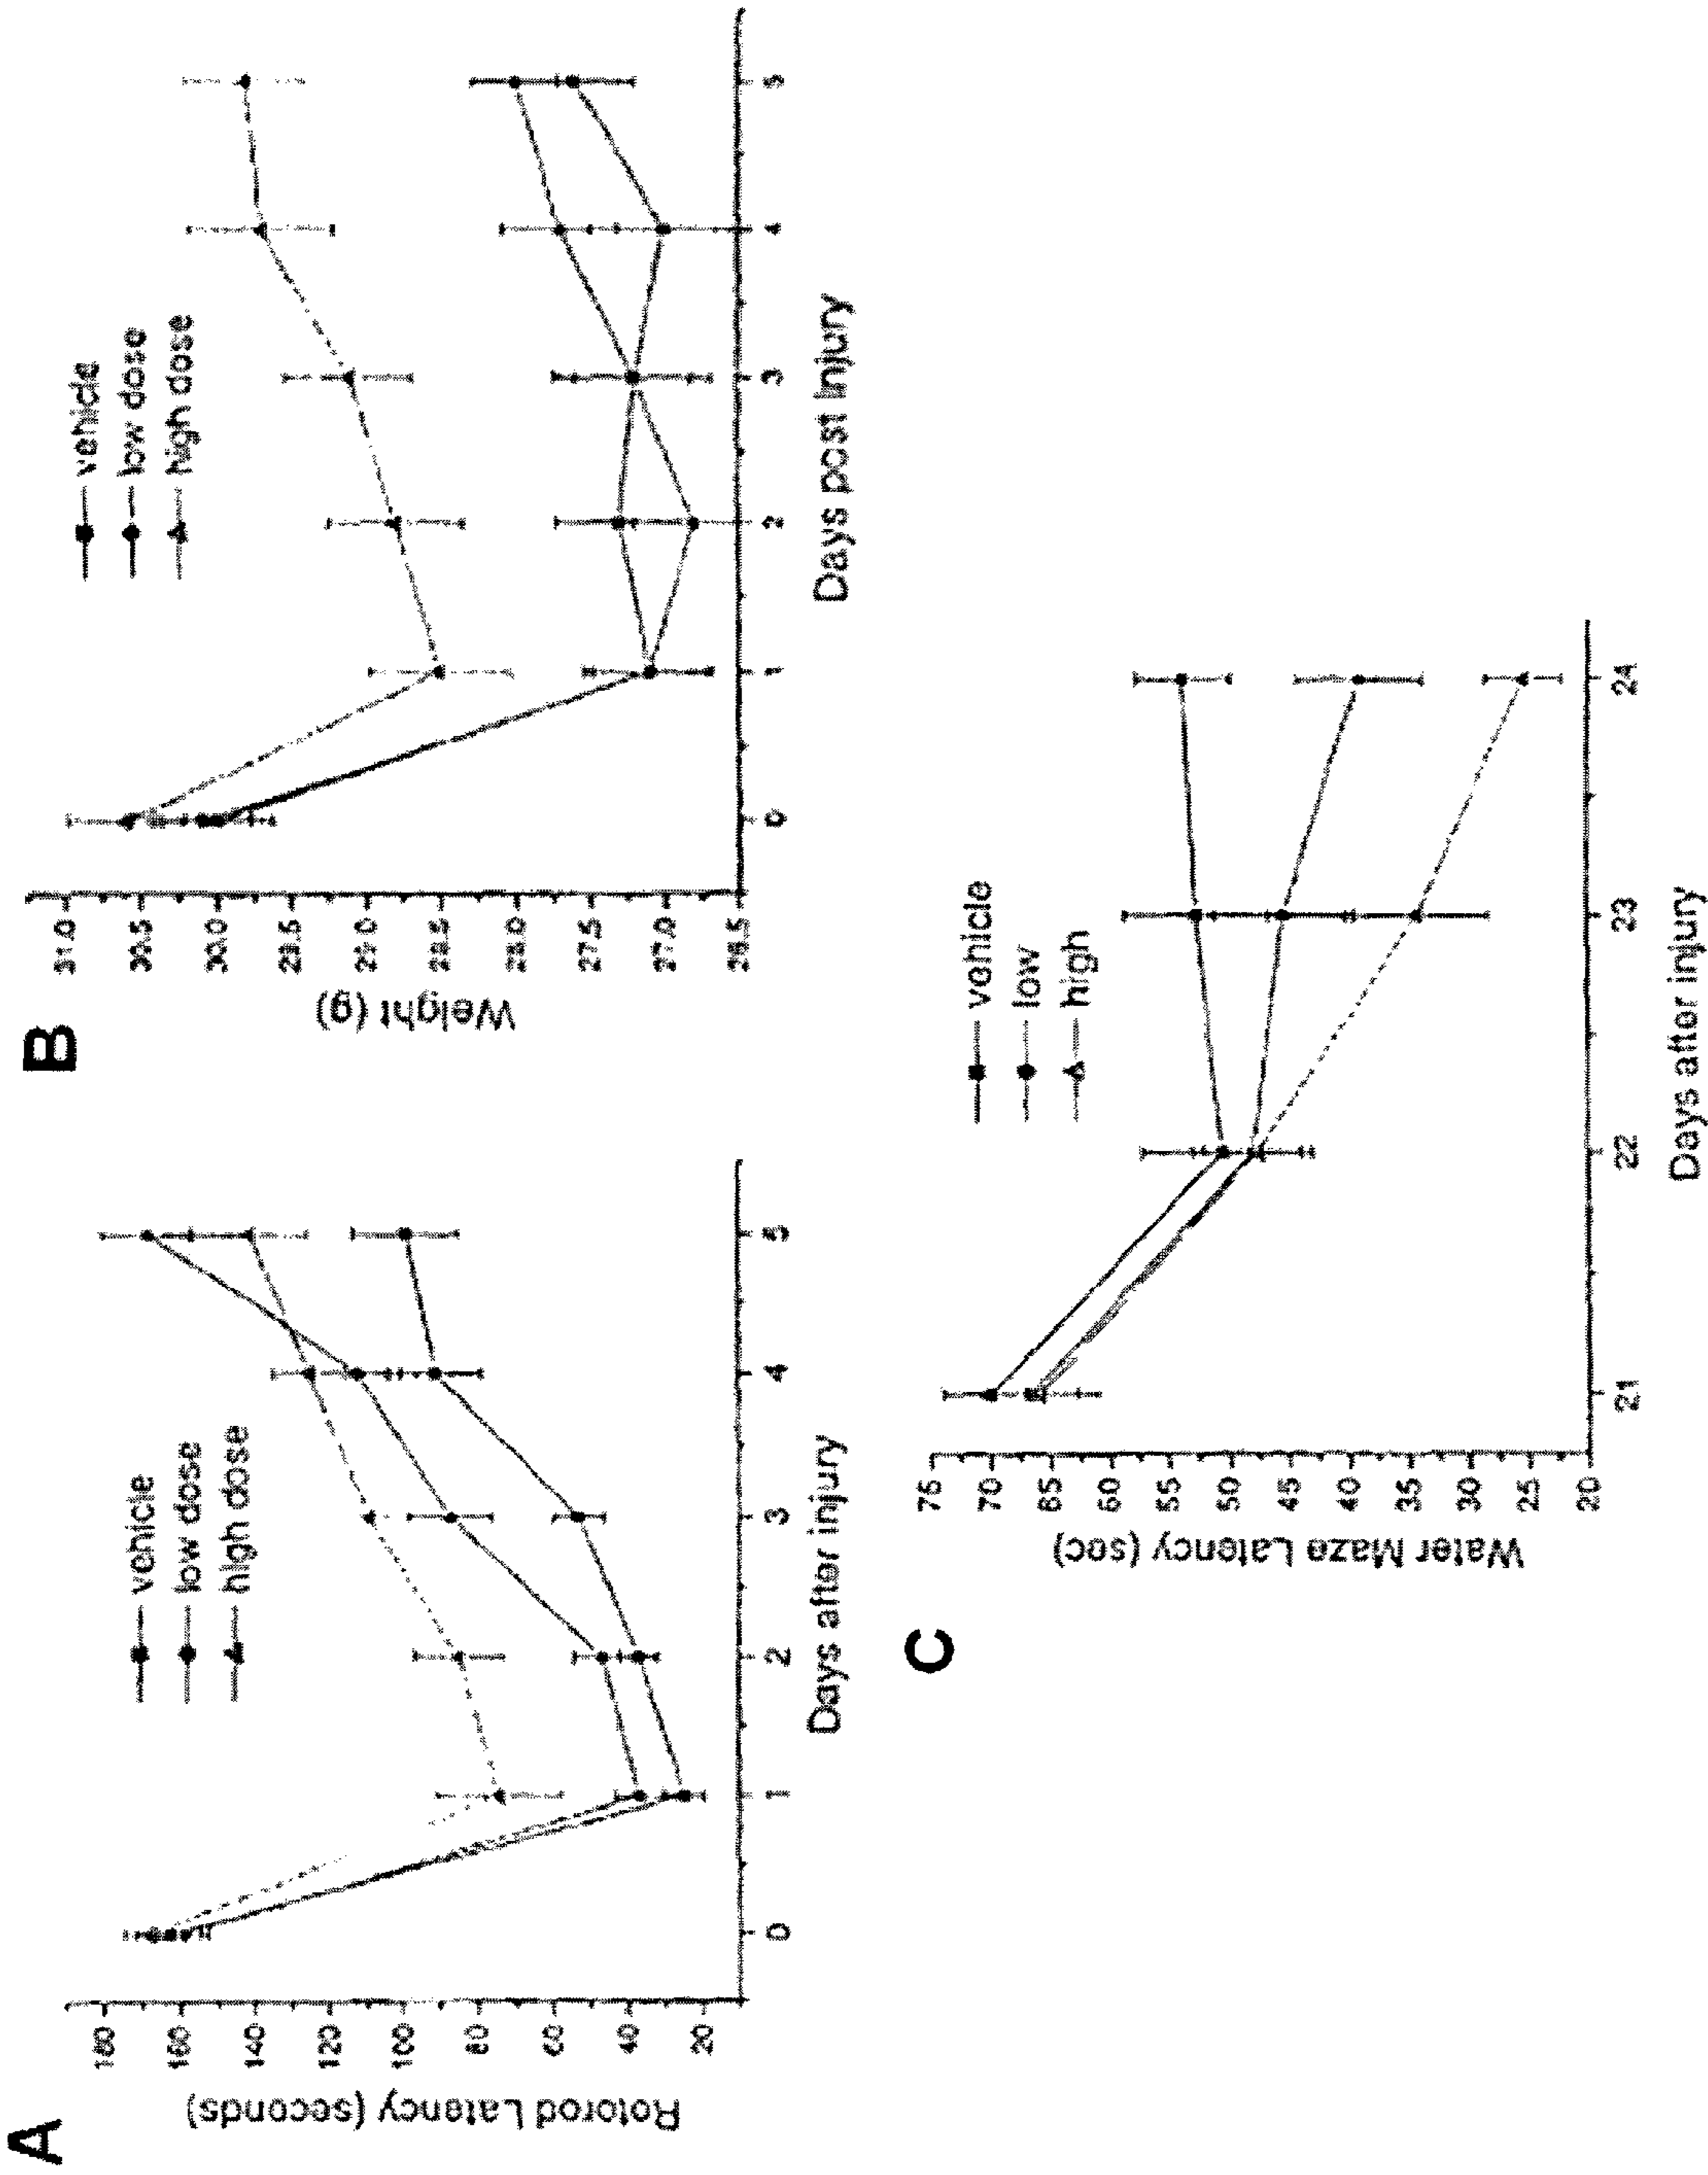 A
Rotorod Latency (seconds)
180
160
140
120
100
80
60
40
20
vehicle
low dose
high dose
0 1 2 3 4 5
Days after injury
B
Weight (g)
31.0
30.5
30.0
29.5
29.0
28.5
28.0
27.5
27.0
26.5
vehicle
low dose
high dose
0 1 2 3 4 5
Days post Injury
C
Water Maze Latency (sec)
75
70
65
60
55
50
45
40
35
30
25
20
vehicle
low
high
21 22 23 24
Days after injury